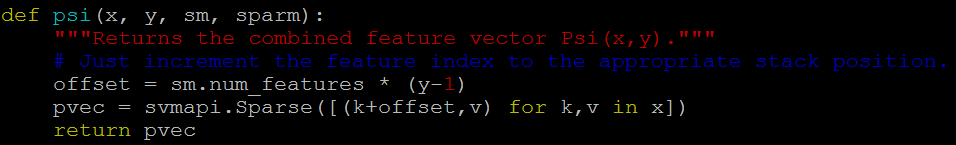 def psi(x, y, sm, sparm):
    """Returns the combined feature vector Psi(x,y)."""
    # Just increment the feature index to the appropriate stack position.
    offset = sm.num_features * (y-1)
    pvec = svmapi.Sparse([(k+offset,v) for k,v in x])
    return pvec